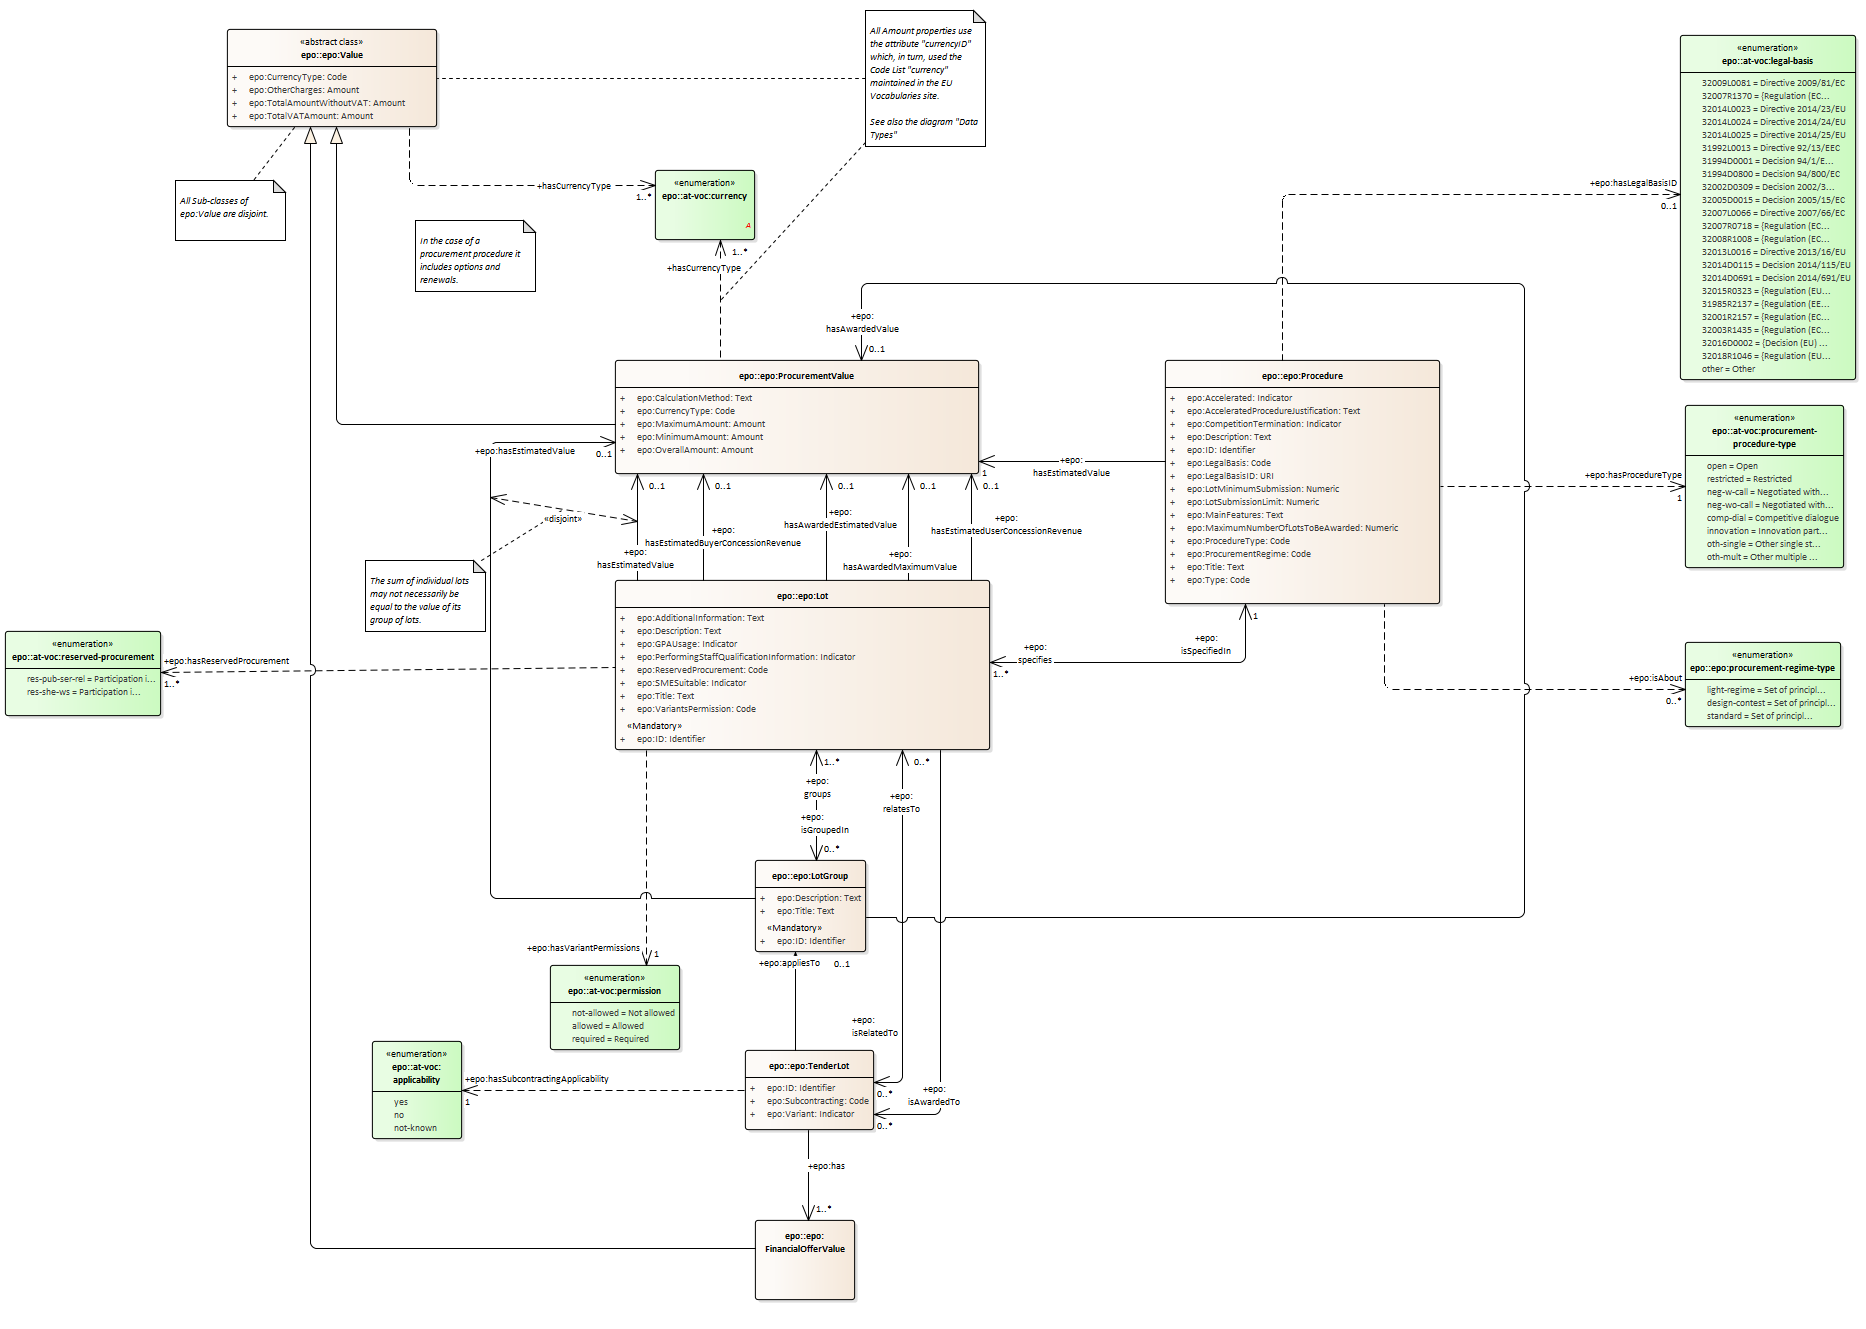 «abstract class»
epo::epo:Value
+ epo:CurrencyType: Code
+ epo:OtherCharges: Amount
+ epo:TotalAmountWithoutVAT: Amount
+ epo:TotalVATAmount: Amount
All Amount properties use
the attribute "currencyID"
which, in turn, used the
Code List "currency"
maintained in the EU
Vocabularies site.
See also the diagram "Data
Types"
All Sub-classes of
epo:Value are disjoint.
+hasCurrencyType
1..*
«enumeration»
epo::at-voc:currency
A
In the case of a
procurement procedure it
includes options and
renewals.
1..*
+hasCurrencyType
«enumeration»
epo::at-voc:legal-basis
32009L0081 = Directive 2009/81/EC
32007R1370 = {Regulation (EC...
32014L0023 = Directive 2014/23/EU
32014L0024 = Directive 2014/24/EU
32014L0025 = Directive 2014/25/EU
31992L0013 = Directive 92/13/EEC
31994D0001 = Decision 94/1/E...
31994D0800 = Decision 94/800/EC
32002D0309 = Decision 2002/3...
32005D0015 = Decision 2005/15/EC
32007L0066 = Directive 2007/66/EC
32007R0718 = {Regulation (EC...
32008R1008 = {Regulation (EC...
32013L0016 = Directive 2013/16/EU
32014D0115 = Decision 2014/115/EU
32014D0691 = Decision 2014/691/EU
32015R0323 = {Regulation (EU...
31985R2137 = {Regulation (EE...
32001R2157 = {Regulation (EC...
32003R1435 = {Regulation (EC...
32016D0002 = {Decision (EU) ...
32018R1046 = {Regulation (EU...
other = Other
+epo:hasLegalBasisID
0..1
+epo:
hasAwardedValue
0..1
epo::epo:ProcurementValue
+ epo:CalculationMethod: Text
+ epo:CurrencyType: Code
+ epo:MaximumAmount: Amount
+ epo:MinimumAmount: Amount
+ epo:OverallAmount: Amount
epo::epo:Procedure
+ epo:Accelerated: Indicator
+ epo:AcceleratedProcedureJustification: Text
+ epo:CompetitionTermination: Indicator
+ epo:Description: Text
+ epo:ID: Identifier
+ epo:LegalBasis: Code
+ epo:LegalBasisID: URI
+ epo:LotMinimumSubmission: Numeric
+ epo:LotSubmissionLimit: Numeric
+ epo:MainFeatures: Text
+ epo:MaximumNumberOfLotsToBeAwarded: Numeric
+ epo:ProcedureType: Code
+ epo:ProcurementRegime: Code
+ epo:Title: Text
+ epo:Type: Code
«enumeration»
epo::at-voc:procurement-
procedure-type
open = Open
restricted = Restricted
neg-w-call = Negotiated with...
neg-wo-call = Negotiated with...
comp-dial = Competitive dialogue
innovation = Innovation part...
oth-single = Other single st...
oth-mult = Other multiple ...
+epo:hasProcedureType
1
+epo:hasEstimatedValue
0..1
+epo:
hasEstimatedValue
1
0..1
0..1
0..1
0..1
0..1
«disjoint»
+epo:
hasEstimatedValue
+epo:
hasEstimatedBuyerConcessionRevenue
+epo:
hasAwardedEstimatedValue
+epo:
hasAwardedMaximumValue
+epo:
hasEstimatedUserConcessionRevenue
The sum of individual lots
may not necessarily be
equal to the value of its
group of lots.
epo::epo:Lot
+ epo:AdditionalInformation: Text
+ epo:Description: Text
+ epo:GPAUsage: Indicator
+ epo:PerformingStaffQualificationInformation: Indicator
+ epo:ReservedProcurement: Code
+ epo:SMESuitable: Indicator
+ epo:Title: Text
+ epo:VariantsPermission: Code
«Mandatory»
+ epo:ID: Identifier
«enumeration»
epo::at-voc:reserved-procurement
res-pub-ser-rel = Participation i...
res-she-ws = Participation i...
+epo:hasReservedProcurement
1..*
+epo:
specifies
1..*
+epo:
isSpecifiedIn
1
«enumeration»
epo::epo:procurement-regime-type
light-regime = Set of principl...
design-contest = Set of principl...
standard = Set of principl...
+epo:isAbout
0..*
1..*
+epo:
groups
+epo:
isGroupedIn
0..*
0..*
+epo:
relatesTo
epo::epo:LotGroup
+ epo:Description: Text
+ epo:Title: Text
«Mandatory»
+ epo:ID: Identifier
+epo:hasVariantPermissions
1
+epo:appliesTo
0..1
«enumeration»
epo::at-voc:permission
not-allowed = Not allowed
allowed = Allowed
required = Required
+epo:
isRelatedTo
«enumeration»
epo::at-voc:
applicability
yes
no
not-known
+epo:hasSubcontractingApplicability
1
epo::epo:TenderLot
+ epo:ID: Identifier
+ epo:Subcontracting: Code
+ epo:Variant: Indicator
0..*
+epo:
isAwardedTo
0..*
+epo:has
1..*
epo::epo:
FinancialOfferValue